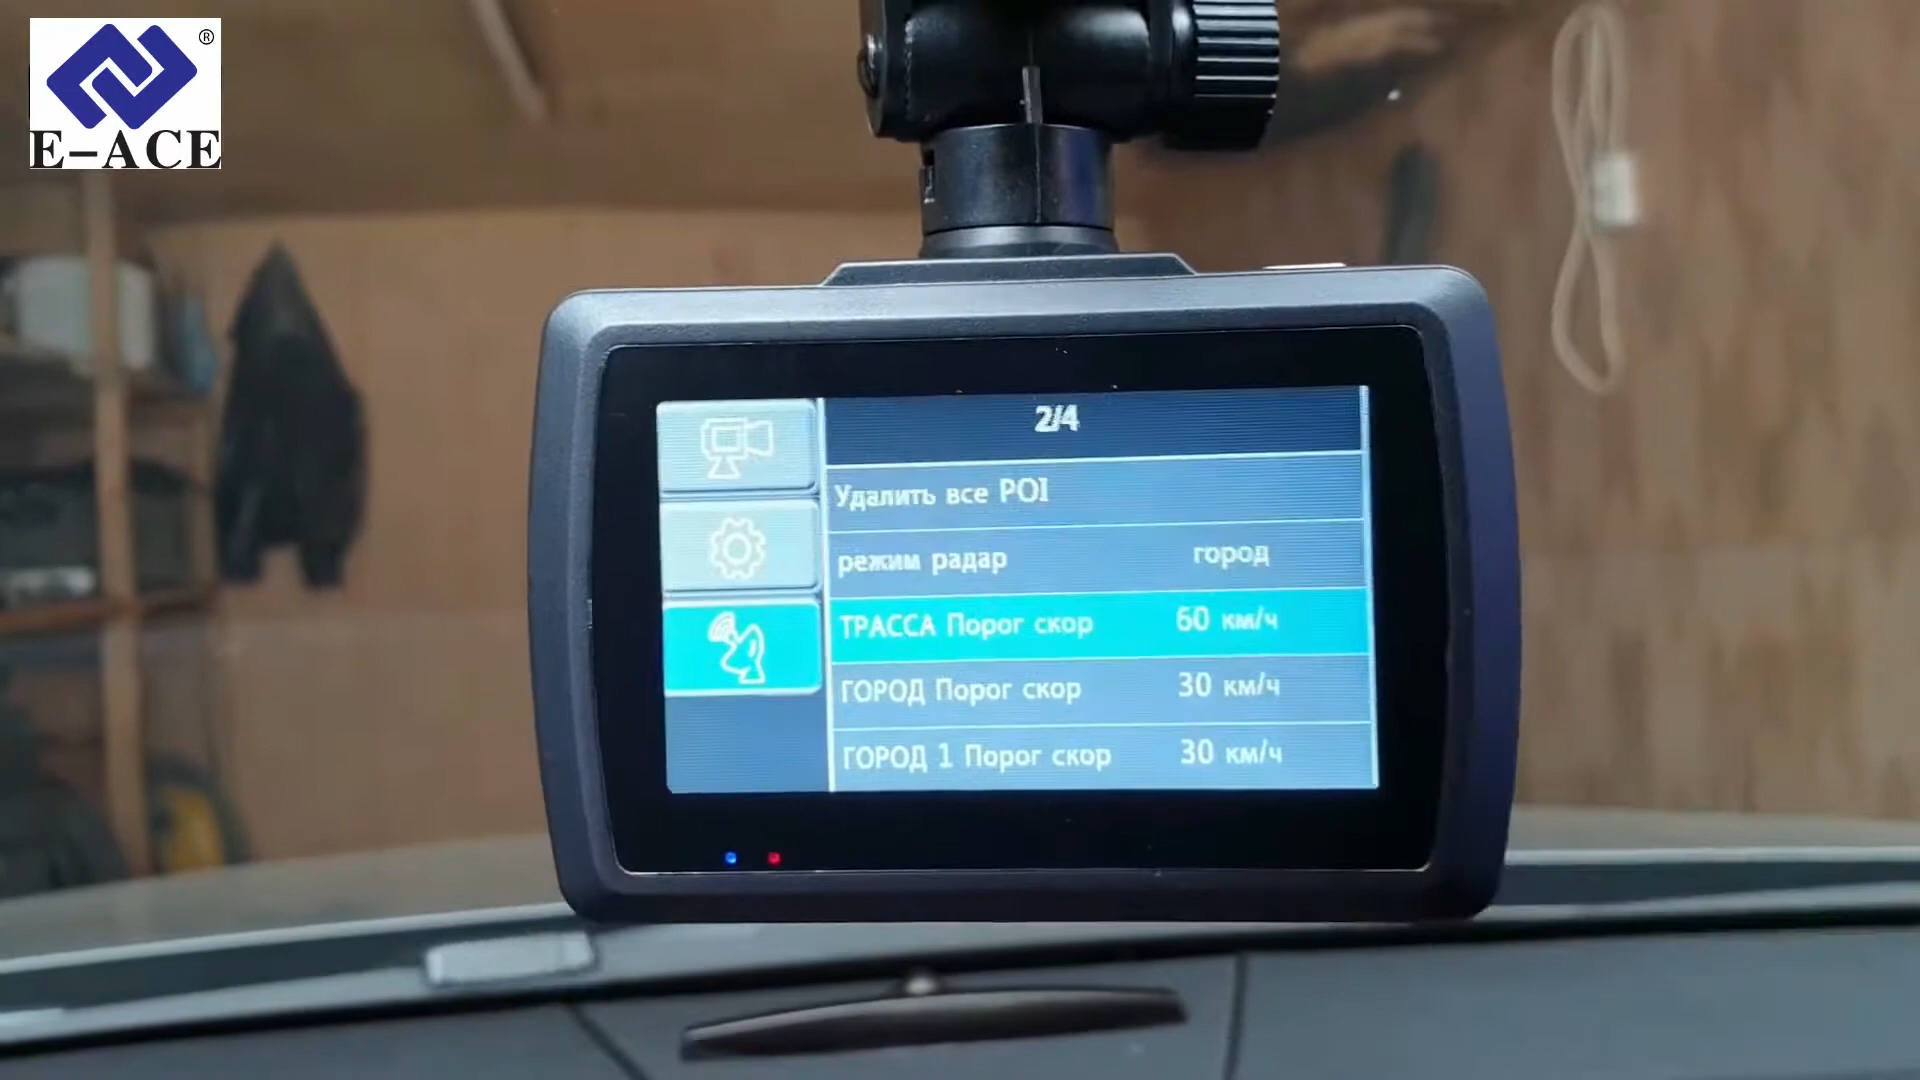 ®
E-ACE
2/4
Удалить все POI
режим радар город
ТРАССА Порог скор 60 км/ч
ГОРОД Порог скор 30 км/ч
ГОРОД 1 Порог скор 30 км/ч